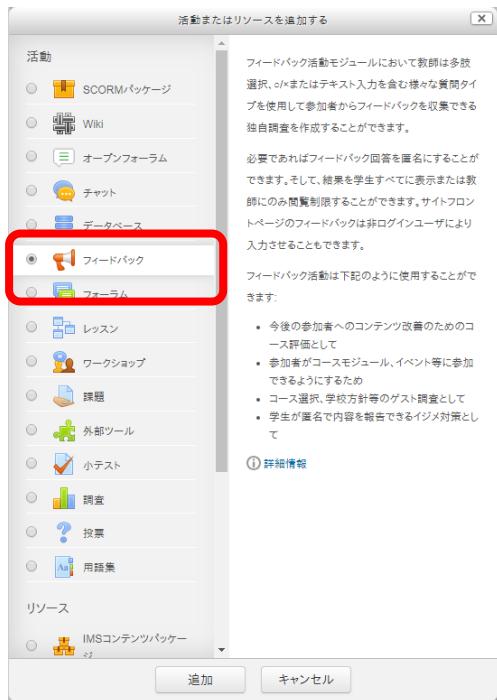 活動またはリソースを追加する
活動
SCORMパッケージ
Wiki
オープンフォーラム
チャット
データベース
フィードバック
フォーラム
レッスン
ワークショップ
課題
外部ツール
小テスト
調査
投票
用語集
リソース
IMSコンテンツパッケー
フィードバック活動モジュールにおいて教師は多肢
選択、○/×またはテキスト入力を含む様々な質問タイ
プを使用して参加者からフィードバックを収集できる
独自調査を作成することができます。
必要であればフィードバック回答を匿名にすることが
できます。そして、結果を学生すべてに表示または教
師にのみ閲覧制限することができます。サイトフロン
トページのフィードバックは非ログインユーザにより
入力させることもできます。
フィードバック活動は下記のように使用することがで
きます:
今後の参加者へのコンテンツ改善のためのコ
ース評価として
参加者がコースモジュール、イベント等に参加
できるようにするため
コース選択、学校方針等のゲスト調査として
学生が匿名で内容を報告できるイジメ対策とし
て
詳細情報
追加
キャンセル